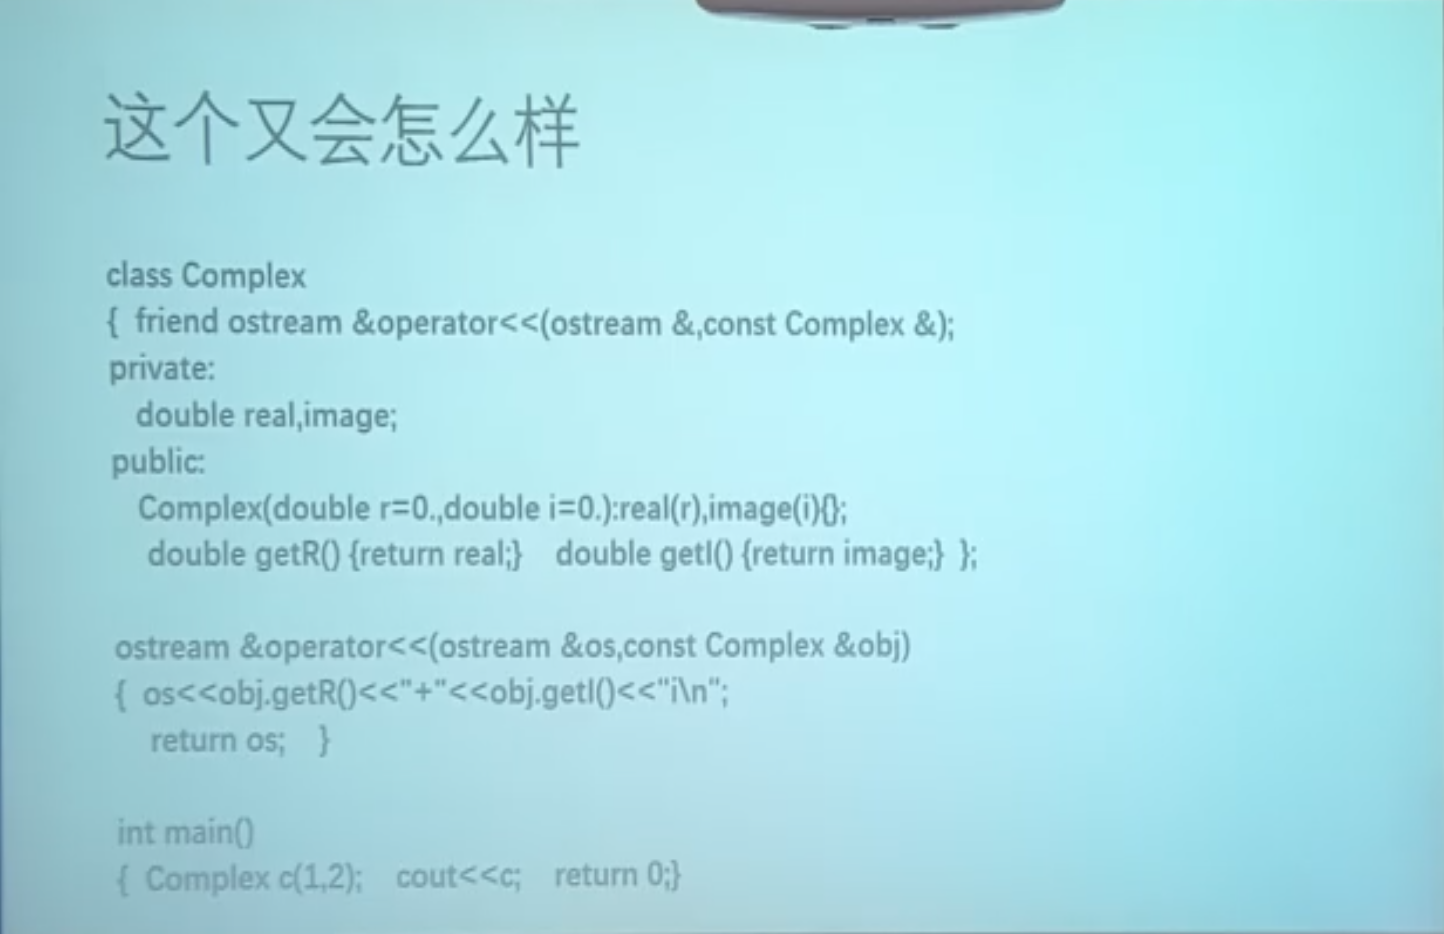 这个又会怎么样
class Complex
{ friend ostream &operator<<(ostream &,const Complex &);
private:
double real,image;
public:
Complex(double r=0.,double i=0.):real(r),image(i){};
double getR() {return real;} double getI() {return image;} };
ostream &operator<<(ostream &os,const Complex &obj)
{ os<<obj.getR()<<"+"<<obj.getI()<<"i\n";
return os; }
int main()
{ Complex c(1,2); cout<<c; return 0;}